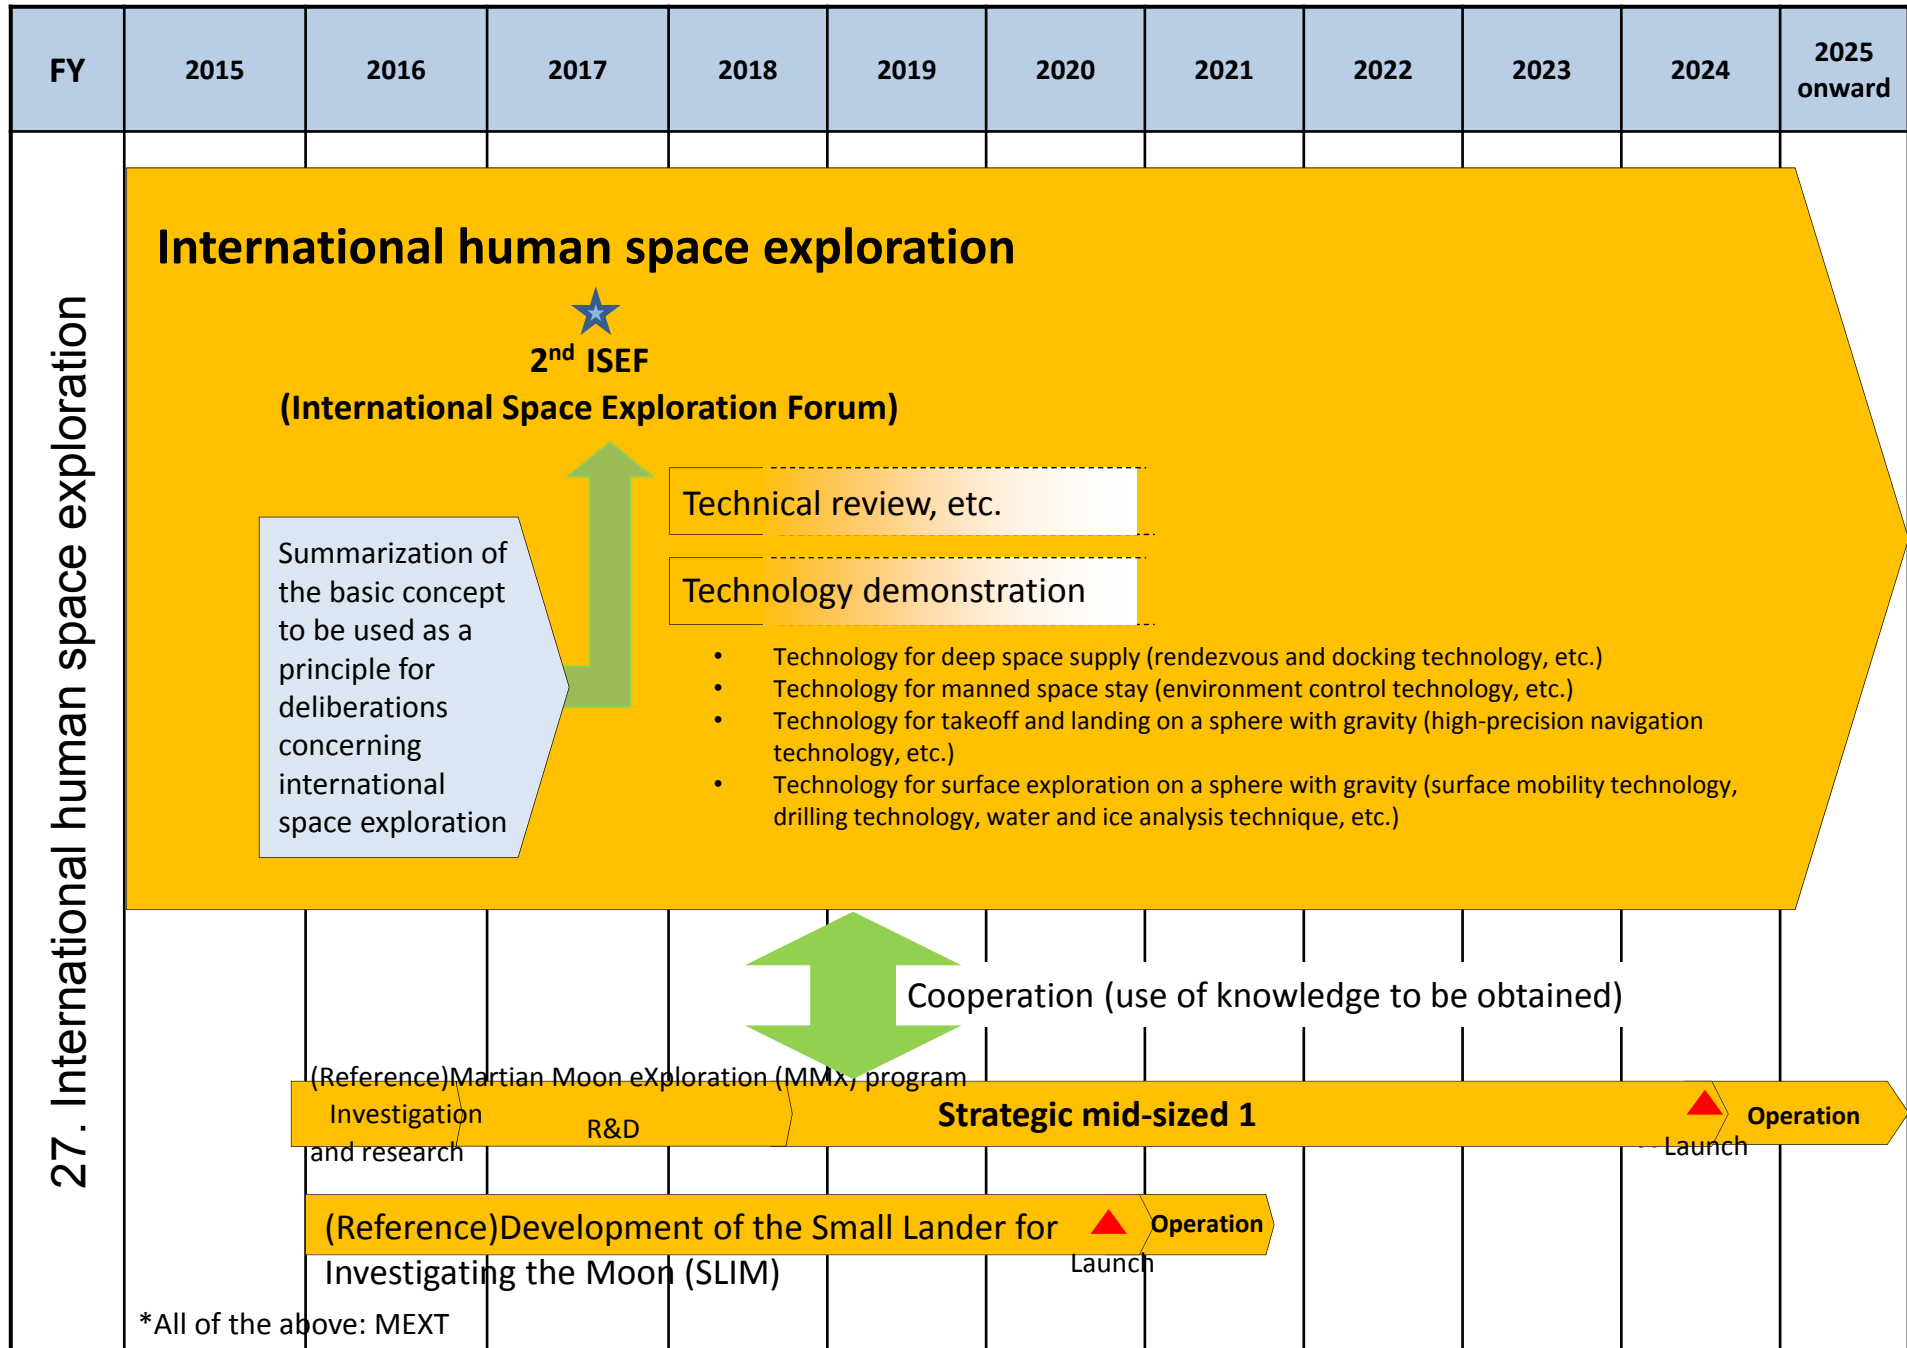 FY
2015
2016
2017
2018
2019
2020
2021
2022
2023
2024
2025
onward
27. International human space exploration
International human space exploration
2nd ISEF
(International Space Exploration Forum)
Technical review, etc.
Technology demonstration
Summarization of
the basic concept
to be used as a
principle for
deliberations
concerning
international
space exploration
• Technology for deep space supply (rendezvous and docking technology, etc.)
• Technology for manned space stay (environment control technology, etc.)
• Technology for takeoff and landing on a sphere with gravity (high-precision navigation
technology, etc.)
• Technology for surface exploration on a sphere with gravity (surface mobility technology,
drilling technology, water and ice analysis technique, etc.)
Cooperation (use of knowledge to be obtained)
(Reference)Martian Moon eXploration (MMX) program
Investigation
and research
R&D
Strategic mid-sized 1
Launch
Operation
(Reference)Development of the Small Lander for
Investigating the Moon (SLIM)
Launch
Operation
*All of the above: MEXT